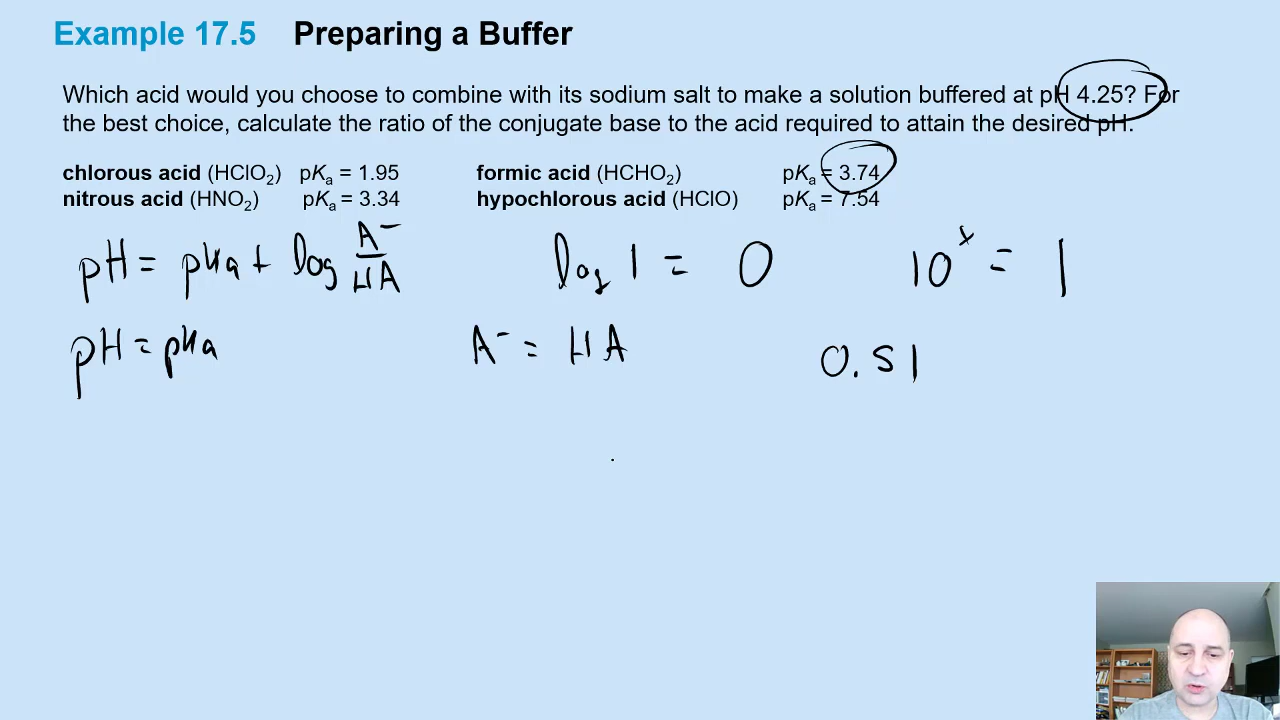 Example 17.5 Preparing a Buffer
Which acid would you choose to combine with its sodium salt to make a solution buffered at pH 4.25? For
the best choice, calculate the ratio of the conjugate base to the acid required to attain the desired pH.
chlorous acid (HClO₂) pKₐ = 1.95 formic acid (HCHO₂) pKₐ = 3.74
nitrous acid (HNO₂) pKₐ = 3.34 hypochlorous acid (HClO) pKₐ = 7.54
pH = pKa + log A⁻/HA log 1 = 0 10ˣ = 1
pH = pKa A⁻ = HA 0.51